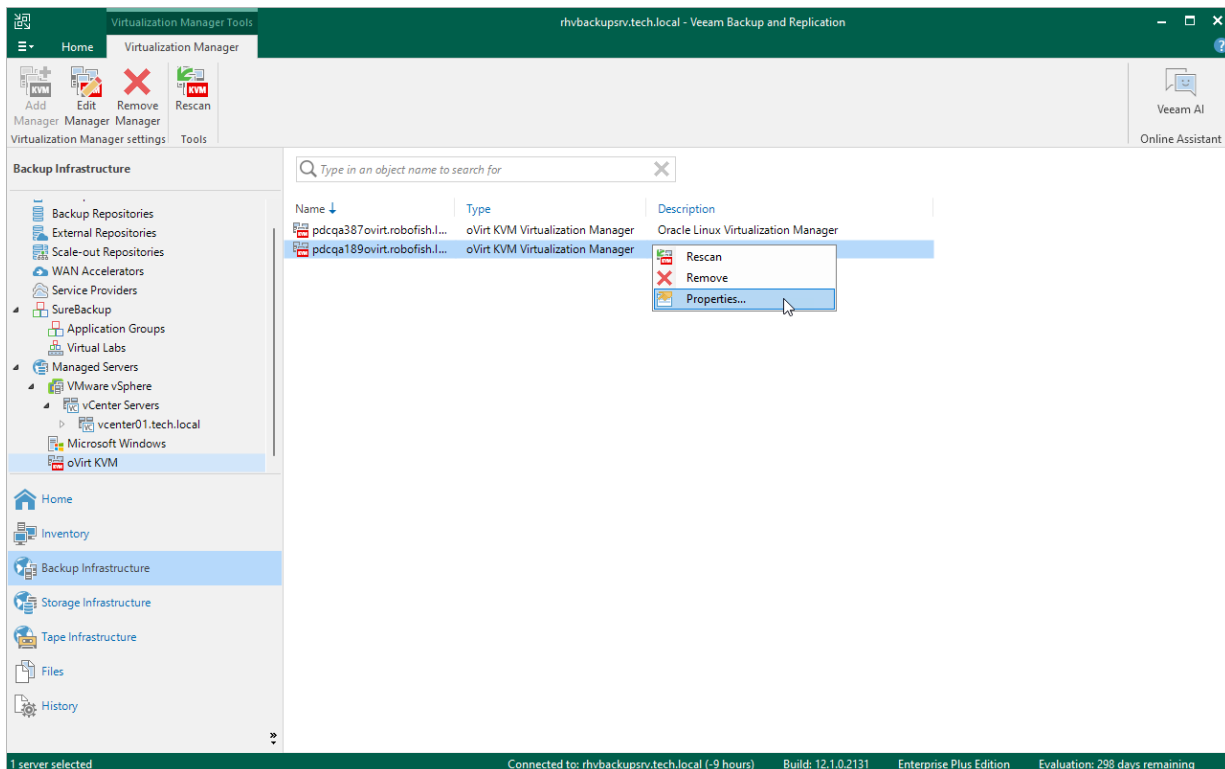 Virtualization Manager Tools
rhvbackupsrv.tech.local - Veeam Backup and Replication
Home
Virtualization Manager
Add Manager
Edit Manager
Remove Manager
Rescan
Veeam AI
Virtualization Manager settings
Tools
Online Assistant
Backup Infrastructure
Type in an object name to search for
Name
Type
Description
pdcqa387ovirt.robofish.l...
oVirt KVM Virtualization Manager
Oracle Linux Virtualization Manager
pdcqa189ovirt.robofish.l...
oVirt KVM Virtualization Manager
Rescan
Remove
Properties...
Backup Repositories
External Repositories
Scale-out Repositories
WAN Accelerators
Service Providers
SureBackup
Application Groups
Virtual Labs
Managed Servers
VMware vSphere
vCenter Servers
vcenter01.tech.local
Microsoft Windows
oVirt KVM
Home
Inventory
Backup Infrastructure
Storage Infrastructure
Tape Infrastructure
Files
History
1 server selected
Connected to: rhvbackupsrv.tech.local (-9 hours)
Build: 12.1.0.2131
Enterprise Plus Edition
Evaluation: 298 days remaining